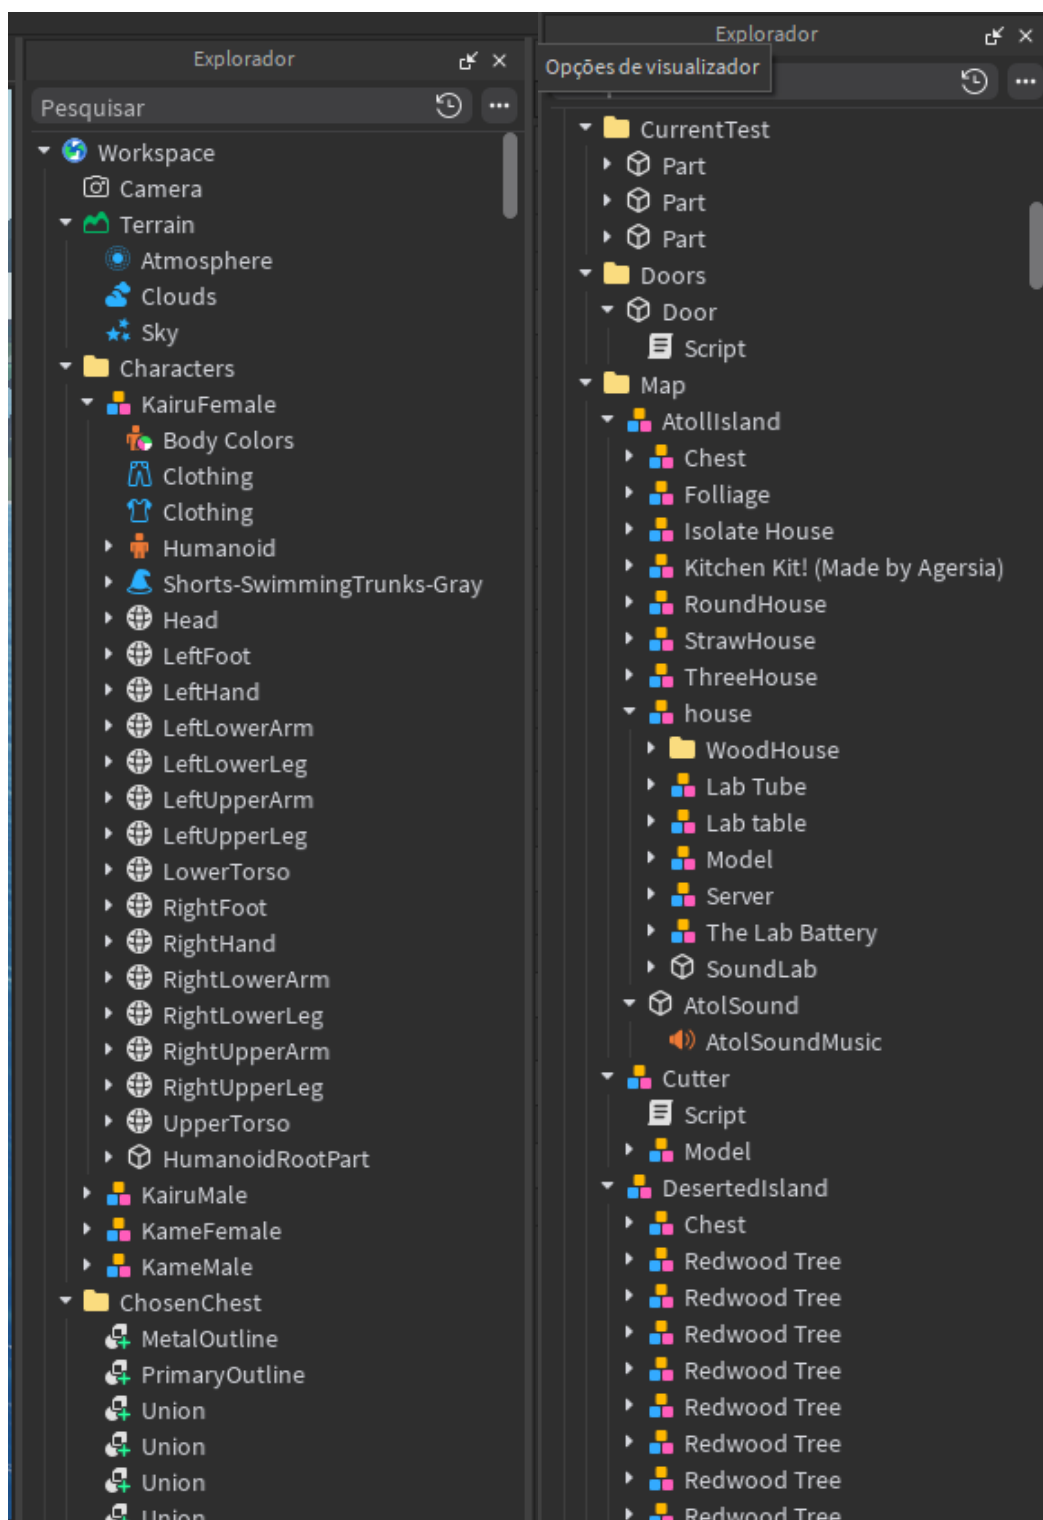 Explorador
Pesquisar
Workspace
Camera
Terrain
Atmosphere
Clouds
Sky
Characters
KairuFemale
Body Colors
Clothing
Clothing
Humanoid
Shorts-SwimmingTrunks-Gray
Head
LeftFoot
LeftHand
LeftLowerArm
LeftLowerLeg
LeftUpperArm
LeftUpperLeg
LowerTorso
RightFoot
RightHand
RightLowerArm
RightLowerLeg
RightUpperArm
RightUpperLeg
UpperTorso
HumanoidRootPart
KairuMale
KameFemale
KameMale
ChosenChest
MetalOutline
PrimaryOutline
Union
Union
Union
Union
Explorador
Opções de visualizador
CurrentTest
Part
Part
Part
Doors
Door
Script
Map
AtollIsland
Chest
Folliage
Isolate House
Kitchen Kit! (Made by Agersia)
RoundHouse
StrawHouse
ThreeHouse
house
WoodHouse
Lab Tube
Lab table
Model
Server
The Lab Battery
SoundLab
AtolSound
AtolSoundMusic
Cutter
Script
Model
DesertedIsland
Chest
Redwood Tree
Redwood Tree
Redwood Tree
Redwood Tree
Redwood Tree
Redwood Tree
Redwood Tree
Redwood Tree